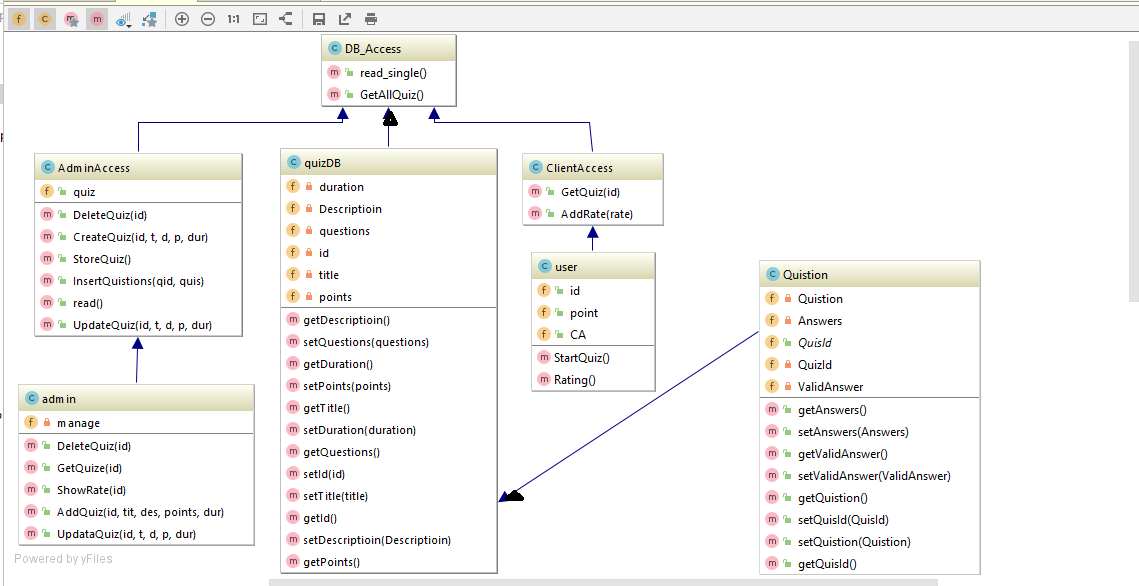 1:1
DB_Access
read_single()
GetAllQuiz()
AdminAccess
quiz
DeleteQuiz(id)
CreateQuiz(id, t, d, p, dur)
StoreQuiz()
InsertQuistions(qid, quis)
read()
UpdateQuiz(id, t, d, p, dur)
admin
manage
DeleteQuiz(id)
GetQuize(id)
ShowRate(id)
AddQuiz(id, tit, des, points, dur)
UpdataQuiz(id, t, d, p, dur)
Powered by yFiles
quizDB
duration
Descriptioin
questions
id
title
points
getDescriptioin()
setQuestions(questions)
getDuration()
setPoints(points)
getTitle()
setDuration(duration)
getQuestions()
setId(id)
setTitle(title)
getId()
setDescriptioin(Descriptioin)
getPoints()
ClientAccess
GetQuiz(id)
AddRate(rate)
user
id
point
CA
StartQuiz()
Rating()
Quistion
Quistion
Answers
QuisId
QuizId
ValidAnswer
getAnswers()
setAnswers(Answers)
getValidAnswer()
setValidAnswer(ValidAnswer)
getQuistion()
setQuisId(QuisId)
setQuistion(Quistion)
getQuisId()